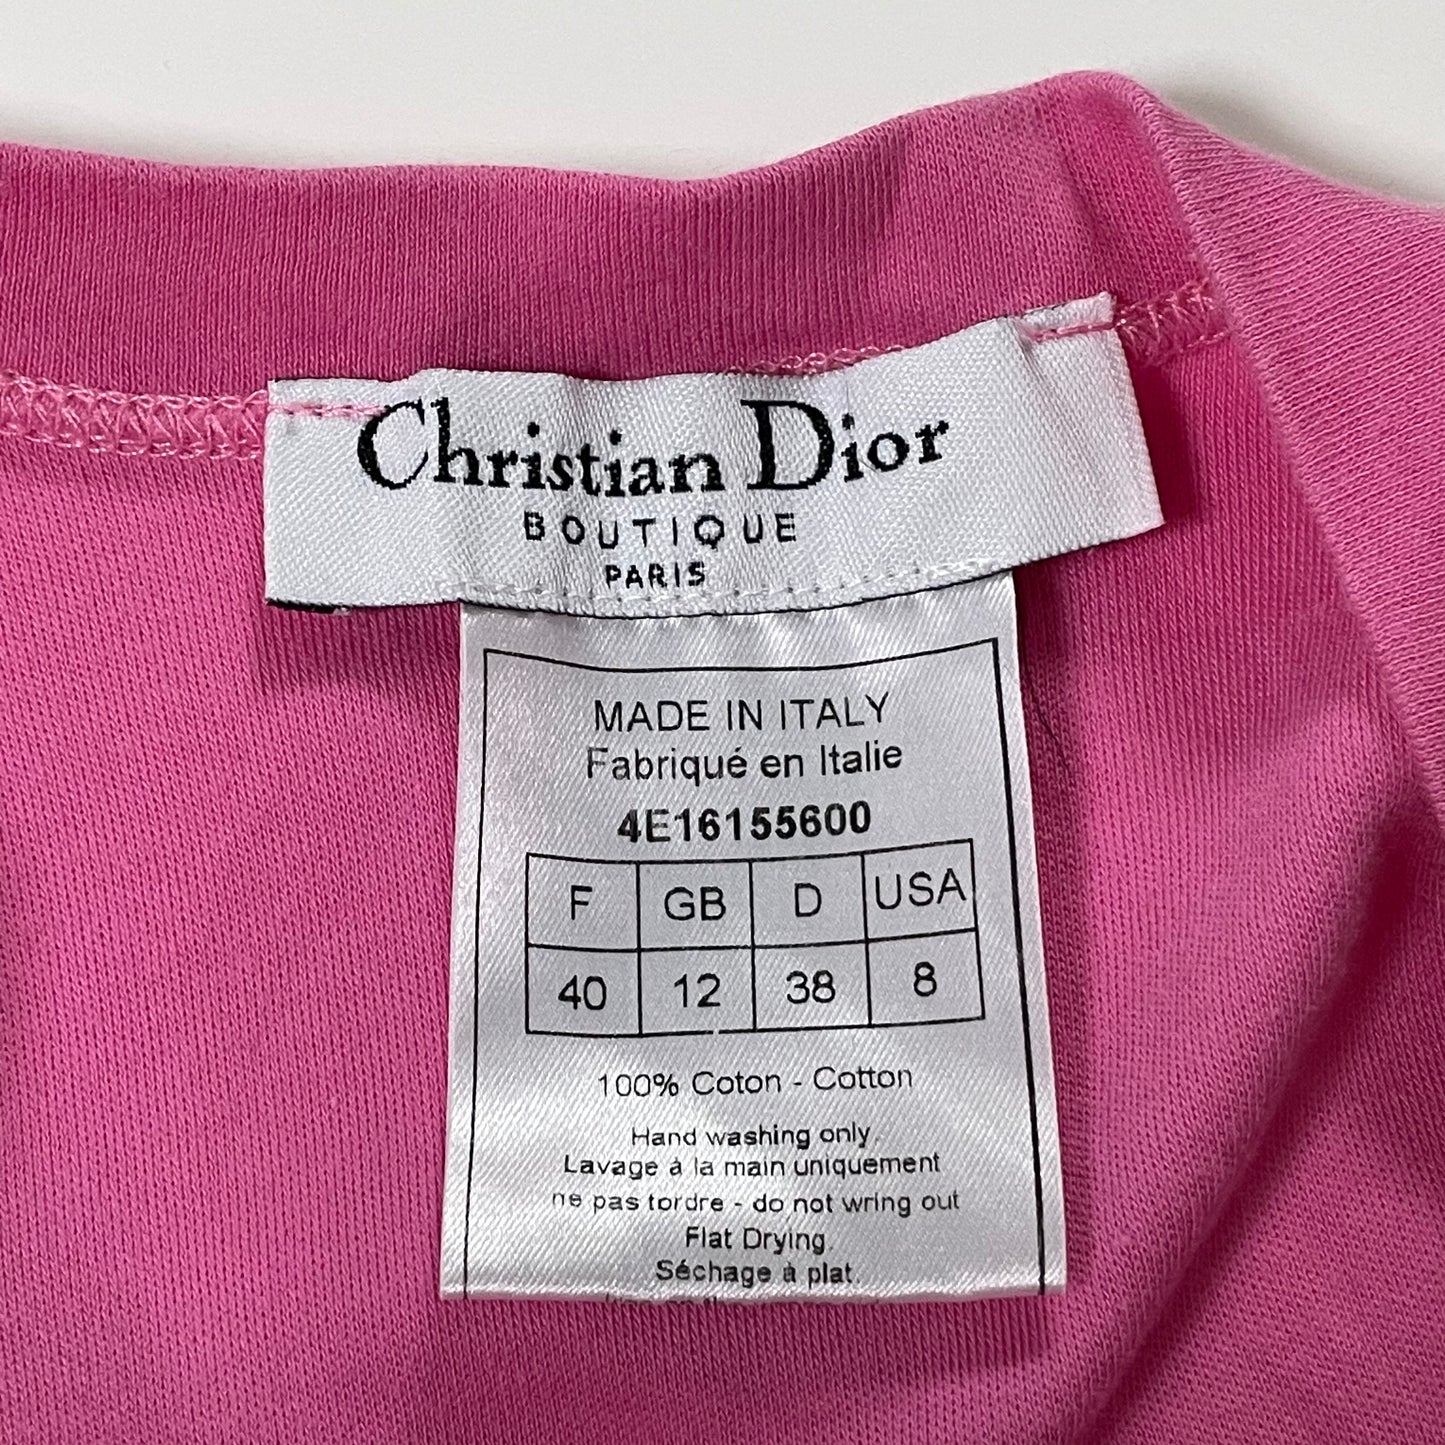 Christian Dior
BOUTIQUE
PARIS
MADE IN ITALY
Fabriqué en Italie
4E16155600
F GB D USA
40 12 38 8
100% Coton - Cotton
Hand washing only.
Lavage à la main uniquement
ne pas tordre - do not wring out
Flat Drying.
Séchage à plat.